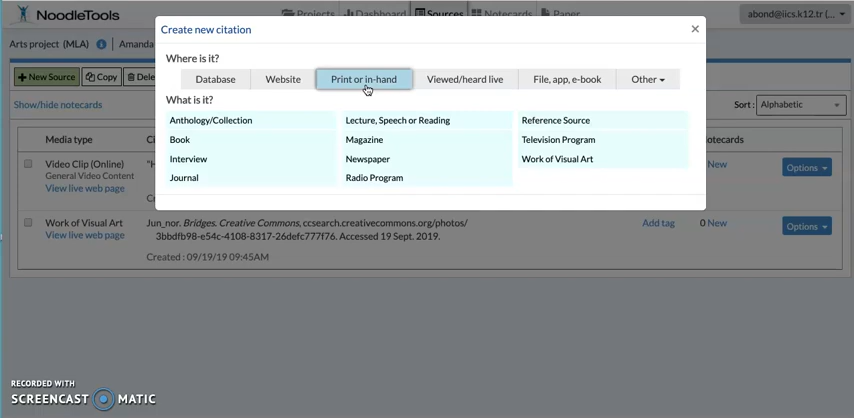 NoodleTools
Projects
Dashboard
Sources
Notecards
Paper
abond@iics.k12.tr (...
Arts project (MLA)
Amanda
Create new citation
×
Where is it?
Database
Website
Print or in-hand
Viewed/heard live
File, app, e-book
Other
What is it?
Anthology/Collection
Lecture, Speech or Reading
Reference Source
Book
Magazine
Television Program
Interview
Newspaper
Work of Visual Art
Journal
Radio Program
+ New Source
Copy
Dele
Show/hide notecards
Sort :
Alphabetic
Media type
Ci
otecards
Video Clip (Online)
General Video Content
View live web page
"H
New
Options
Work of Visual Art
View live web page
Jun_nor. Bridges. Creative Commons, ccsearch.creativecommons.org/photos/
3bbdfb98-e54c-4108-8317-26defc777f76. Accessed 19 Sept. 2019.
Created : 09/19/19 09:45AM
Add tag
0 New
Options
RECORDED WITH
SCREENCAST MATIC